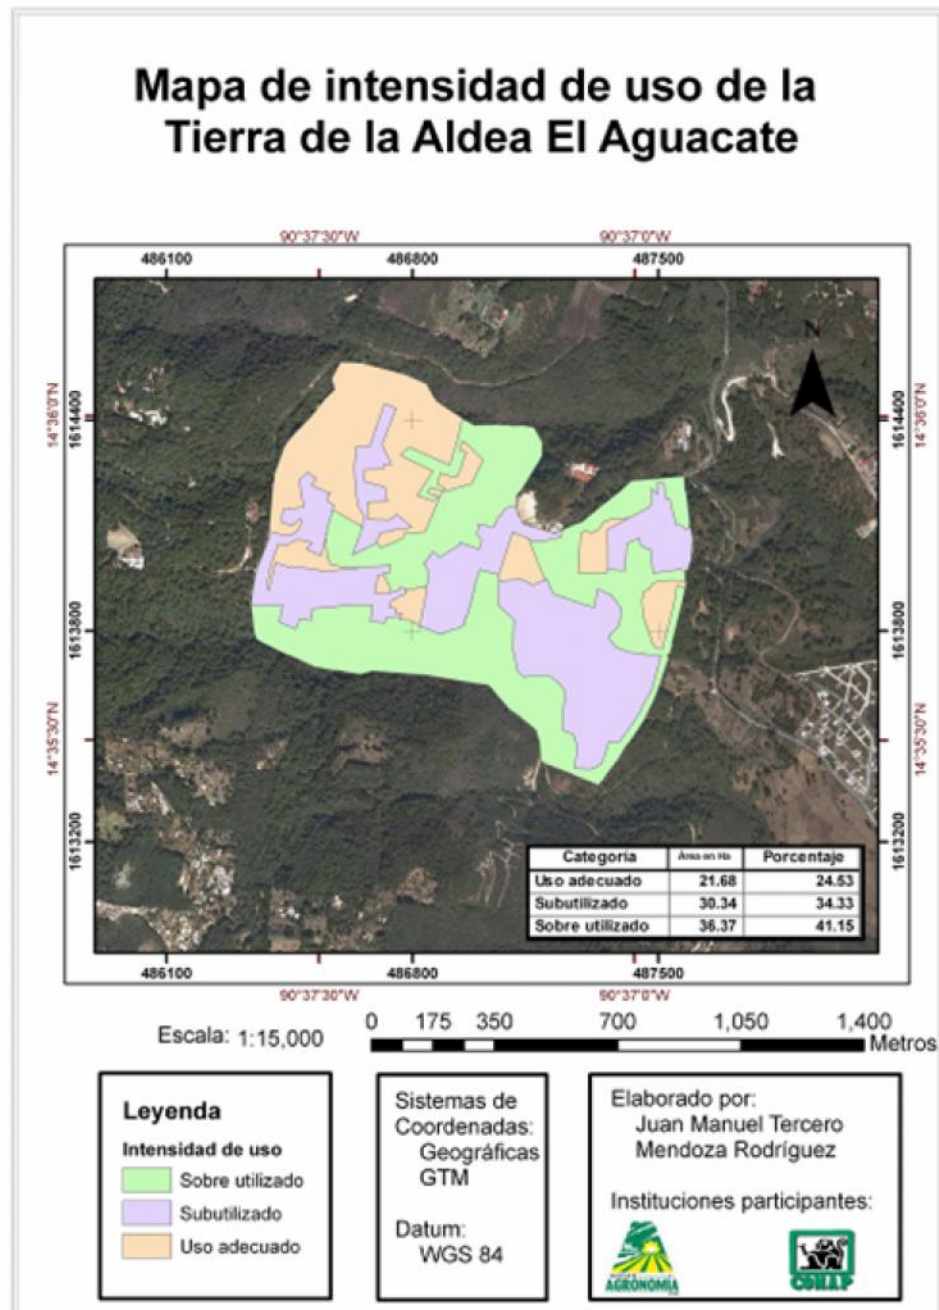 Mapa de intensidad de uso de la
Tierra de la Aldea El Aguacate
90°37'30"W 90°37'0"W
486100 486800 487500
N
14°36'0"N 1614400 1614400 14°36'0"N
1613800 1613800
14°35'30"N 14°35'30"N
1613200 1613200
Categoría Área en Ha Porcentaje
Uso adecuado 21.68 24.53
Subutilizado 30.34 34.33
Sobre utilizado 36.37 41.15
486100 486800 487500
90°37'30"W 90°37'0"W
Escala: 1:15,000
0 175 350 700 1,050 1,400
Metros
Leyenda
Intensidad de uso
Sobre utilizado
Subutilizado
Uso adecuado
Sistemas de
Coordenadas:
Geográficas
GTM
Datum:
WGS 84
Elaborado por:
Juan Manuel Tercero
Mendoza Rodríguez
Instituciones participantes:
AGRONOMIA
CONAP